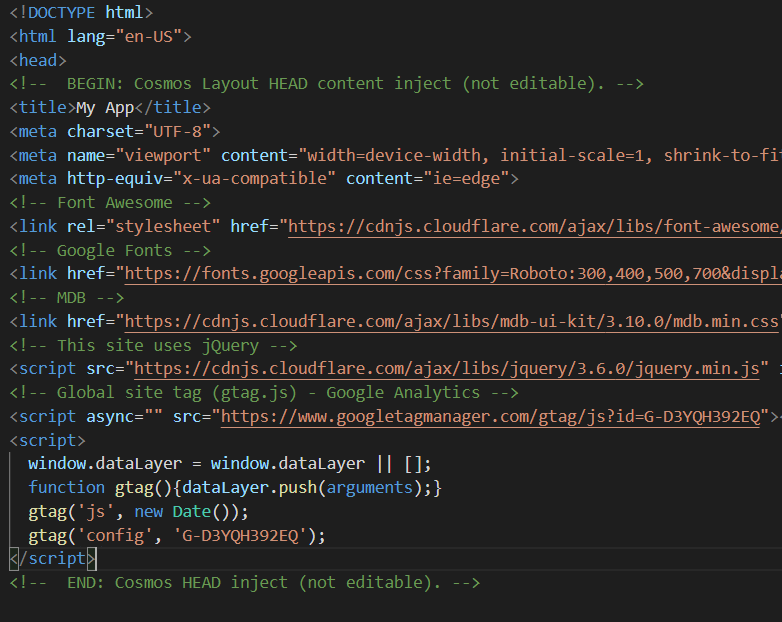 <!DOCTYPE html>
<html lang="en-US">
<head>
<!--  BEGIN: Cosmos Layout HEAD content inject (not editable). -->
<title>My App</title>
<meta charset="UTF-8">
<meta name="viewport" content="width=device-width, initial-scale=1, shrink-to-fi
<meta http-equiv="x-ua-compatible" content="ie=edge">
<!-- Font Awesome -->
<link rel="stylesheet" href="https://cdnjs.cloudflare.com/ajax/libs/font-awesome/
<!-- Google Fonts -->
<link href="https://fonts.googleapis.com/css?family=Roboto:300,400,500,700&displa
<!-- MDB -->
<link href="https://cdnjs.cloudflare.com/ajax/libs/mdb-ui-kit/3.10.0/mdb.min.css"
<!-- This site uses jQuery -->
<script src="https://cdnjs.cloudflare.com/ajax/libs/jquery/3.6.0/jquery.min.js" i
<!-- Global site tag (gtag.js) - Google Analytics -->
<script async="" src="https://www.googletagmanager.com/gtag/js?id=G-D3YQH392EQ"><
<script>
  window.dataLayer = window.dataLayer || [];
  function gtag(){dataLayer.push(arguments);}
  gtag('js', new Date());
  gtag('config', 'G-D3YQH392EQ');
</script>
<!--  END: Cosmos HEAD inject (not editable). -->